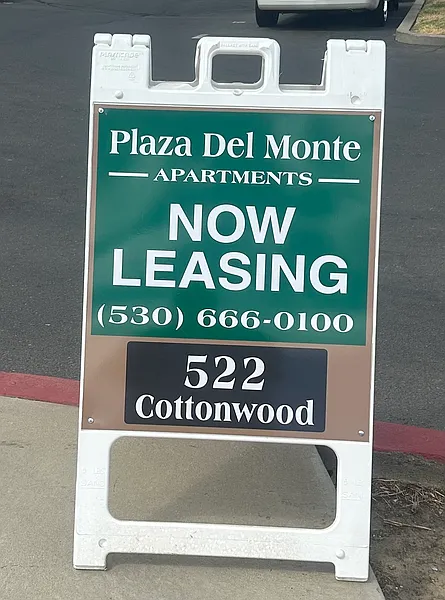 Plaza Del Monte
APARTMENTS
NOW
LEASING
(530) 666-0100
522
Cottonwood